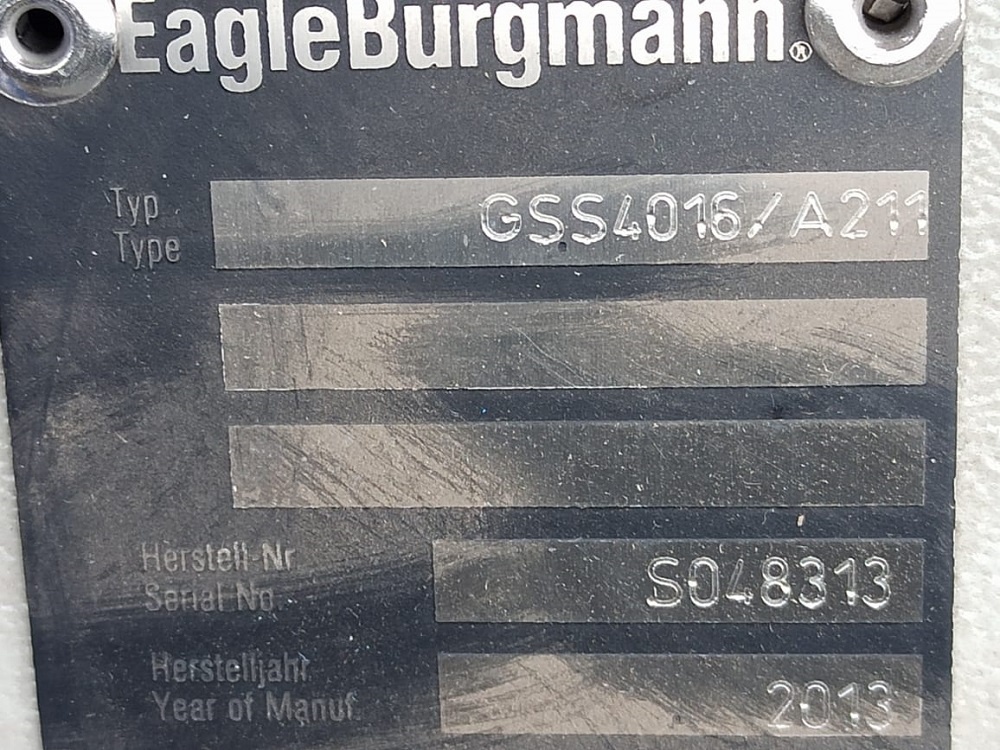 EagleBurgmann®
Typ
Type
GSS4016/A211
Herstell-Nr.
Serial No.
S048313
Herstelljahr
Year of Manuf.
2013